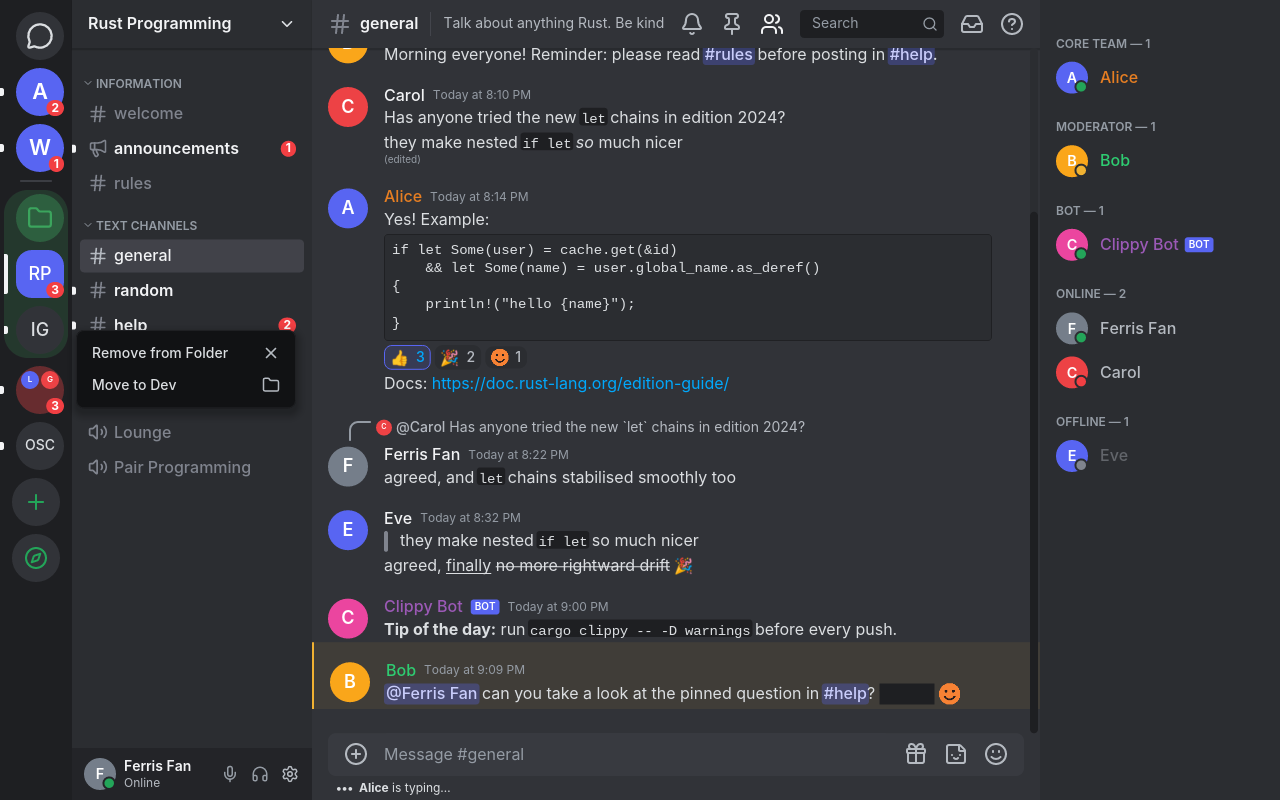 A
2
W
1
RP
3
IG
L G
3
OSC
Rust Programming
INFORMATION
welcome
announcements 1
rules
TEXT CHANNELS
general
random
help 2
Remove from Folder
Move to Dev
Lounge
Pair Programming
F Ferris Fan
Online
# general Talk about anything Rust. Be kind Search
Morning everyone! Reminder: please read #rules before posting in #help.
C Carol Today at 8:10 PM
Has anyone tried the new let chains in edition 2024?
they make nested if let so much nicer
(edited)
A Alice Today at 8:14 PM
Yes! Example:
if let Some(user) = cache.get(&id)
    && let Some(name) = user.global_name.as_deref()
{
    println!("hello {name}");
}
👍 3 🎉 2 🙂 1
Docs: https://doc.rust-lang.org/edition-guide/
C @Carol Has anyone tried the new `let` chains in edition 2024?
F Ferris Fan Today at 8:22 PM
agreed, and let chains stabilised smoothly too
E Eve Today at 8:32 PM
they make nested if let so much nicer
agreed, finally no more rightward drift 🎉
C Clippy Bot BOT Today at 9:00 PM
Tip of the day: run cargo clippy -- -D warnings before every push.
B Bob Today at 9:09 PM
@Ferris Fan can you take a look at the pinned question in #help? 🙂
Message #general
Alice is typing...
CORE TEAM — 1
A Alice
MODERATOR — 1
B Bob
BOT — 1
C Clippy Bot BOT
ONLINE — 2
F Ferris Fan
C Carol
OFFLINE — 1
E Eve